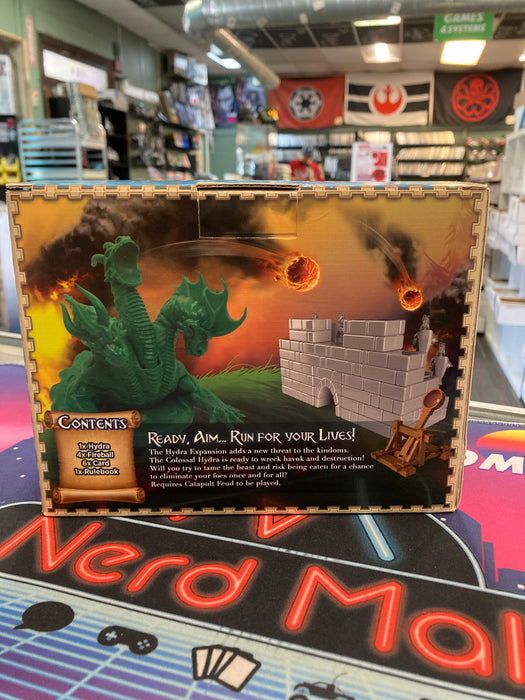 GAMES
& SYSTEMS
CONTENTS
1x Hydra
4x Fireball
6x Card
1x Rulebook
READY, AIM... RUN FOR YOUR LIVES!
The Hydra Expansion adds a new threat to the kindoms.
The Colossal Hydra is ready to wreck havok and destruction!
Will you try to tame the beast and risk being eaten for a chance
to eliminate your foes once and for all?
Requires Catapult Feud to be played.
OM
Nerd Mal